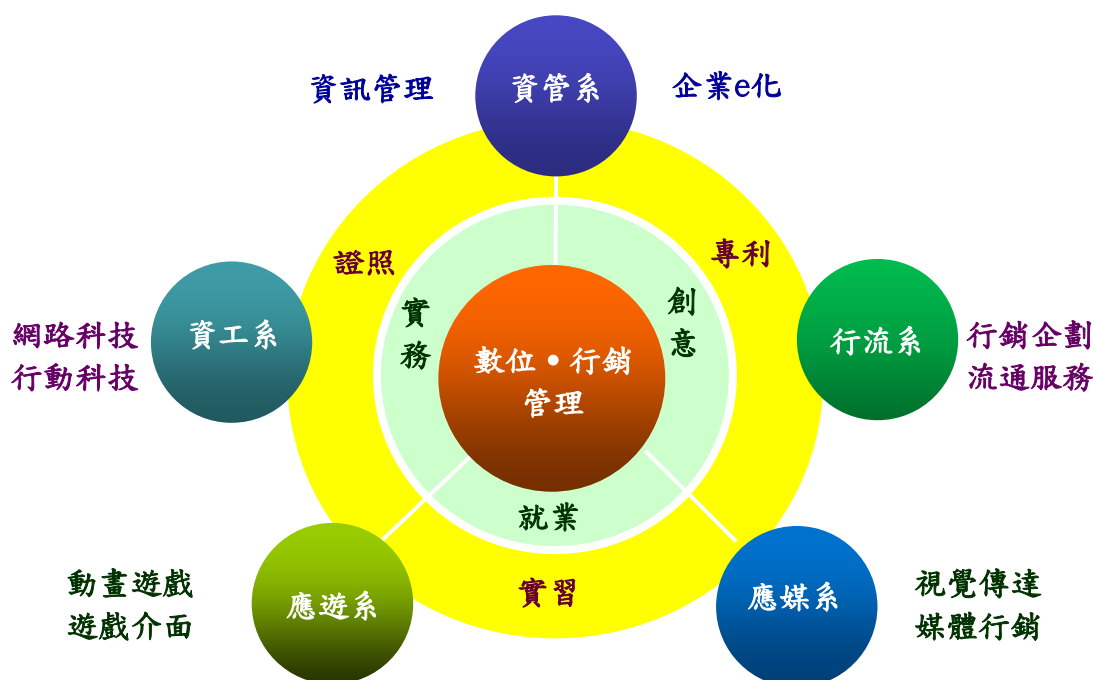 資訊管理
資管系
企業e化
證照
專利
實務
創意
網路科技
行動科技
資工系
數位•行銷
管理
行流系
行銷企劃
流通服務
就業
實習
動畫遊戲
遊戲介面
應遊系
應媒系
視覺傳達
媒體行銷